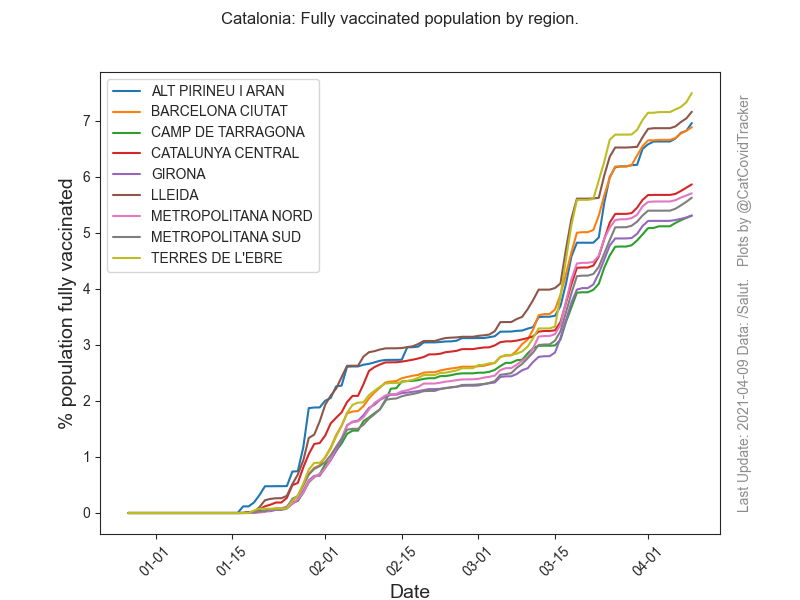 Catalonia: Fully vaccinated population by region.
ALT PIRINEU I ARAN
BARCELONA CIUTAT
CAMP DE TARRAGONA
CATALUNYA CENTRAL
GIRONA
LLEIDA
METROPOLITANA NORD
METROPOLITANA SUD
TERRES DE L'EBRE
% population fully vaccinated
7
6
5
4
3
2
1
0
01-01
01-15
02-01
02-15
03-01
03-15
04-01
Date
Last Update: 2021-04-09 Data: /Salut    Plots by @CatCovidTracker